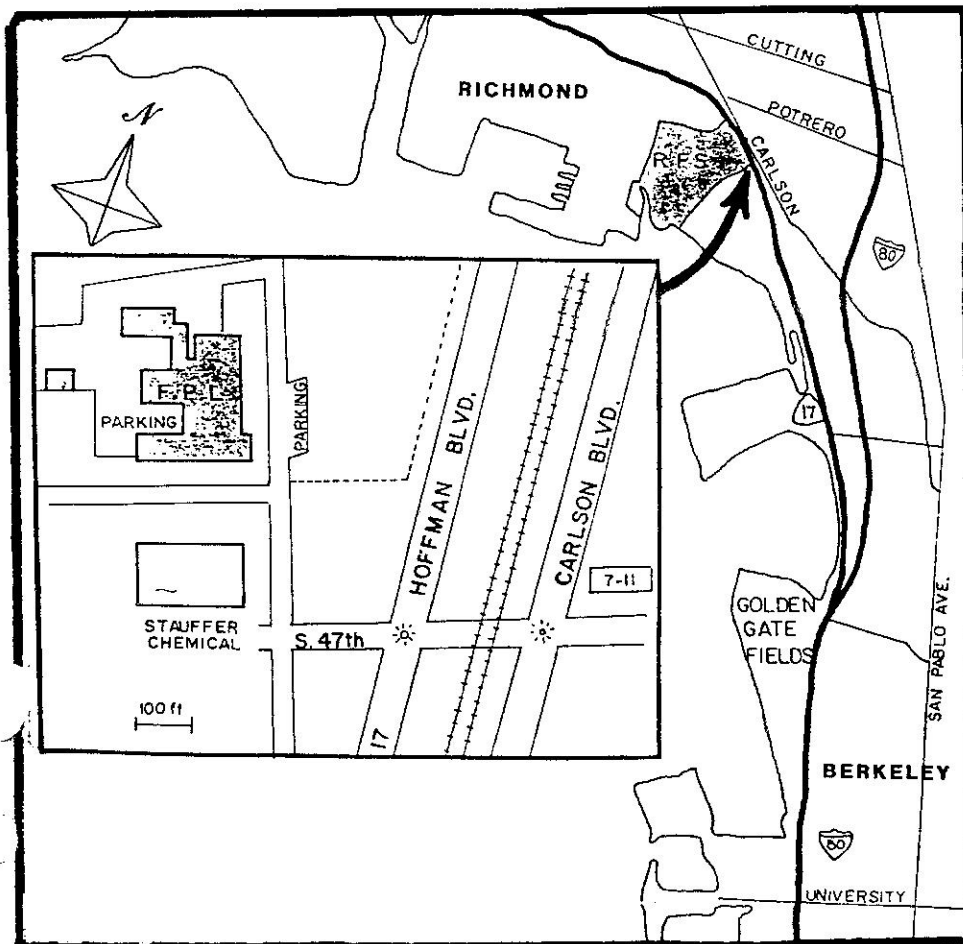 CUTTING
RICHMOND
POTRERO
N
CARLSON
R F S
80
17
GOLDEN
GATE
FIELDS
SAN PABLO AVE.
BERKELEY
80
UNIVERSITY
F P L
PARKING
PARKING
HOFFMAN BLVD.
CARLSON BLVD.
7-11
STAUFFER
CHEMICAL
S. 47th
100 ft
17